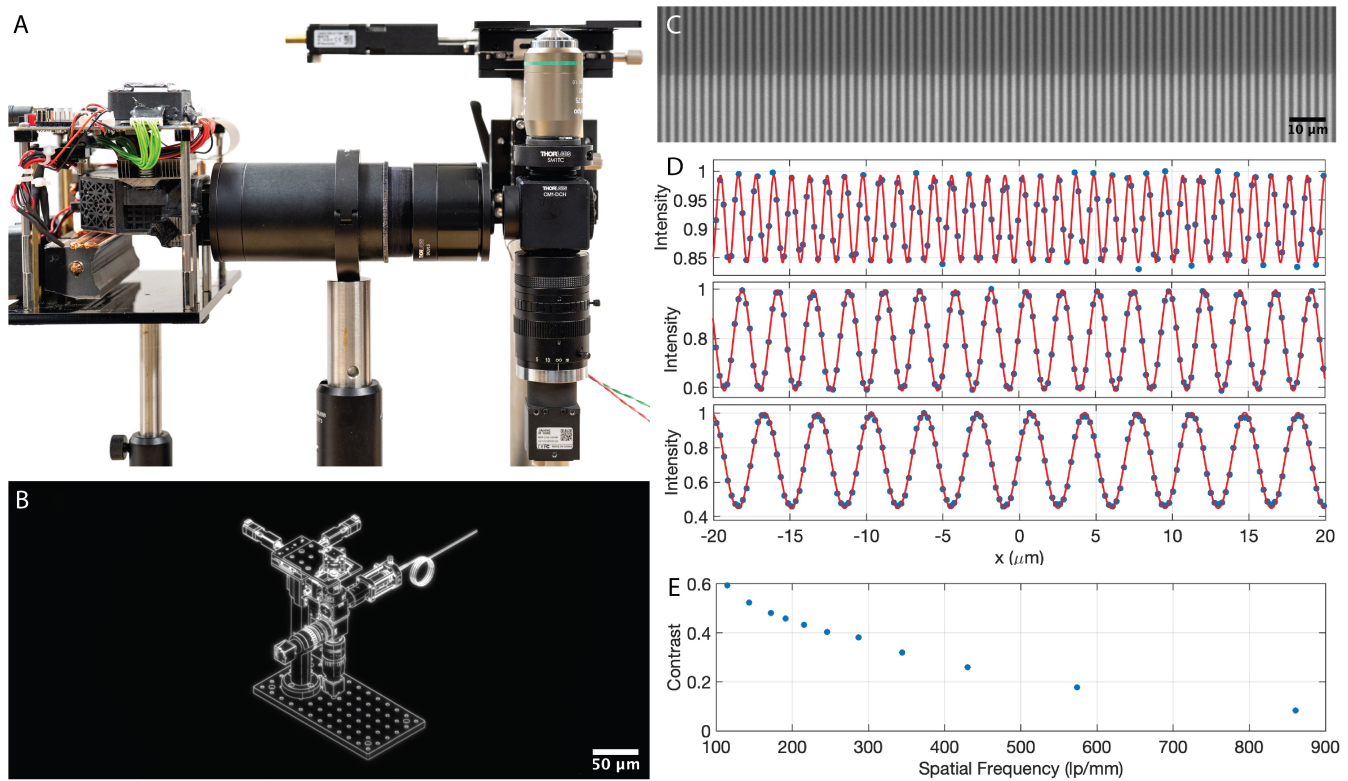 A
THORLABS
SM1TC
THORLABS
CM1-DCH
B
50 µm
C
10 µm
D
Intensity
1
0.95
0.9
0.85
Intensity
1
0.8
0.6
Intensity
1
0.8
0.6
0.4
-20 -15 -10 -5 0 5 10 15 20
x (μm)
E
Contrast
0.6
0.4
0.2
0
100 200 300 400 500 600 700 800 900
Spatial Frequency (lp/mm)